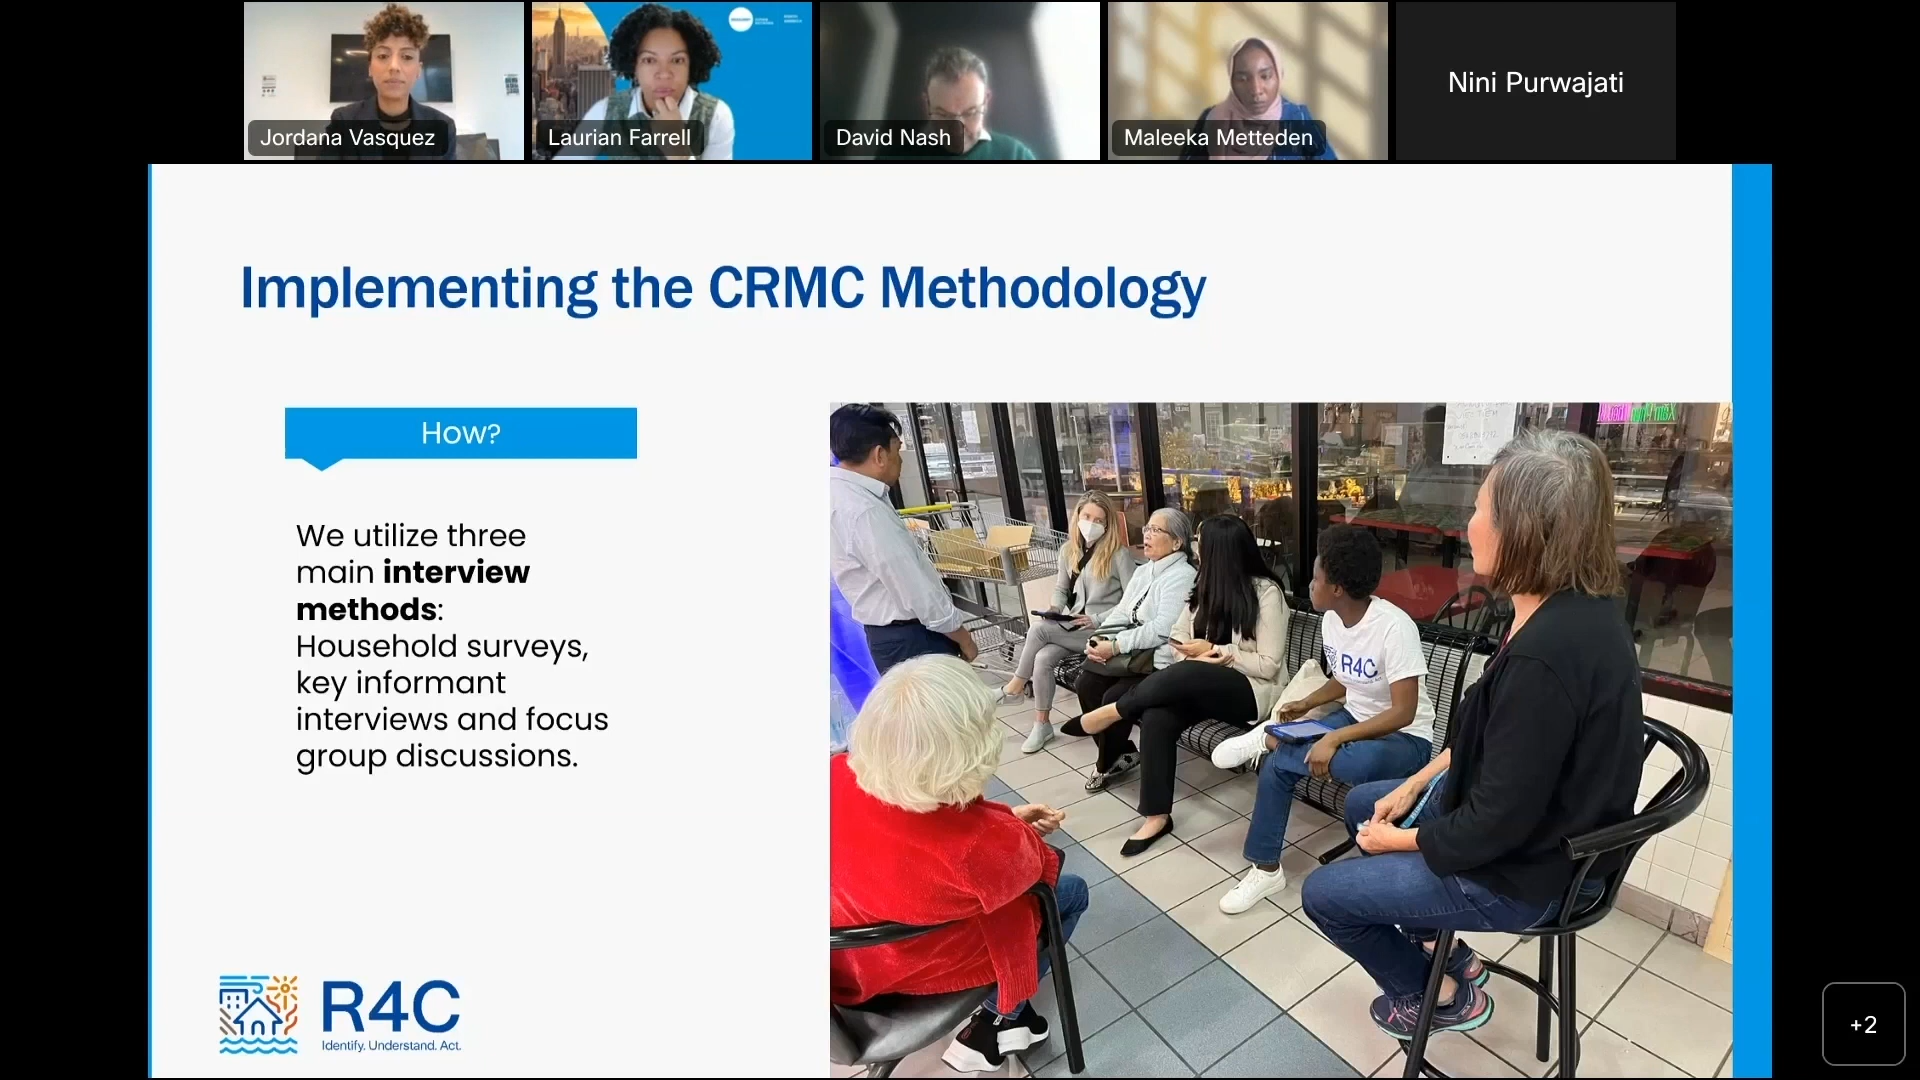 Jordana Vasquez
Laurian Farrell
David Nash
Maleeka Metteden
Nini Purwajati
Implementing the CRMC Methodology
How?
We utilize three
main interview
methods:
Household surveys,
key informant
interviews and focus
group discussions.
R4C
R4C
Identify. Understand. Act.
+2